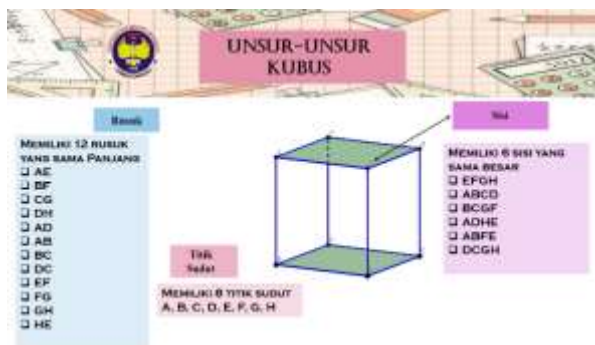 UNSUR-UNSUR
KUBUS
Rusuk
MEMILIKI 12 RUSUK
YANG SAMA PANJANG
AE
BF
CG
DH
AD
AB
BC
DC
EF
FG
GH
HE
Titik
Sudut
MEMILIKI 8 TITIK SUDUT
A, B, C, D, E, F, G, H
Sisi
MEMILIKI 6 SISI YANG
SAMA BESAR
EFGH
ABCD
BCGF
ADHE
ABFE
DCGH